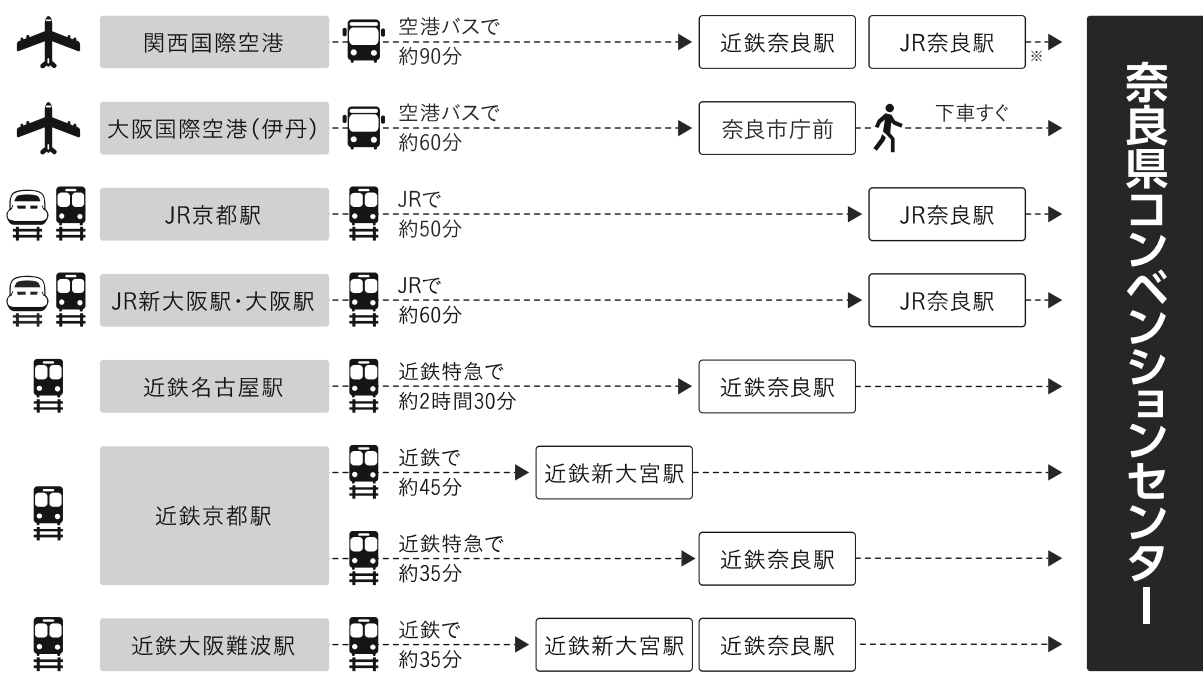 関西国際空港
空港バスで
約90分
近鉄奈良駅
JR奈良駅
※
大阪国際空港(伊丹)
空港バスで
約60分
奈良市庁前
下車すぐ
JR京都駅
JRで
約50分
JR奈良駅
JR新大阪駅・大阪駅
JRで
約60分
JR奈良駅
近鉄名古屋駅
近鉄特急で
約2時間30分
近鉄奈良駅
近鉄京都駅
近鉄で
約45分
近鉄新大宮駅
近鉄特急で
約35分
近鉄奈良駅
近鉄大阪難波駅
近鉄で
約35分
近鉄新大宮駅
近鉄奈良駅
奈良県コンベンションセンター